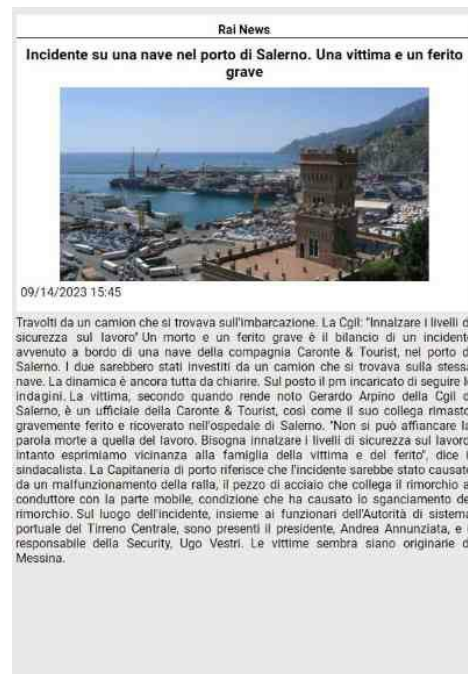 Rai News
Incidente su una nave nel porto di Salerno. Una vittima e un ferito
grave
09/14/2023 15:45
Travolti da un camion che si trovava sull'imbarcazione. La Cgil: "Innalzare i livelli d
sicurezza sul lavoro" Un morto e un ferito grave è il bilancio di un incidente
avvenuto a bordo di una nave della compagnia Caronte & Tourist, nel porto d
Salerno. I due sarebbero stati investiti da un camion che si trovava sulla stessa
nave. La dinamica è ancora tutta da chiarire. Sul posto il pm incaricato di seguire l
indagini. La vittima, secondo quando rende noto Gerardo Arpino della Cgil d
Salerno, è un ufficiale della Caronte & Tourist, così come il suo collega rimasto
gravemente ferito e ricoverato nell'ospedale di Salerno. "Non si può affiancare la
parola morte a quella del lavoro. Bisogna innalzare i livelli di sicurezza sul lavoro
intanto esprimiamo vicinanza alla famiglia della vittima e del ferito", dice i
sindacalista. La Capitaneria di porto riferisce che l'incidente sarebbe stato causato
da un malfunzionamento della ralla, il pezzo di acciaio che collega il rimorchio a
conduttore con la parte mobile, condizione che ha causato lo sganciamento de
rimorchio. Sul luogo dell'incidente, insieme ai funzionari dell'Autorità di sistema
portuale del Tirreno Centrale, sono presenti il presidente, Andrea Annunziata, e i
responsabile della Security, Ugo Vestri. Le vittime sembra siano originarie d
Messina.